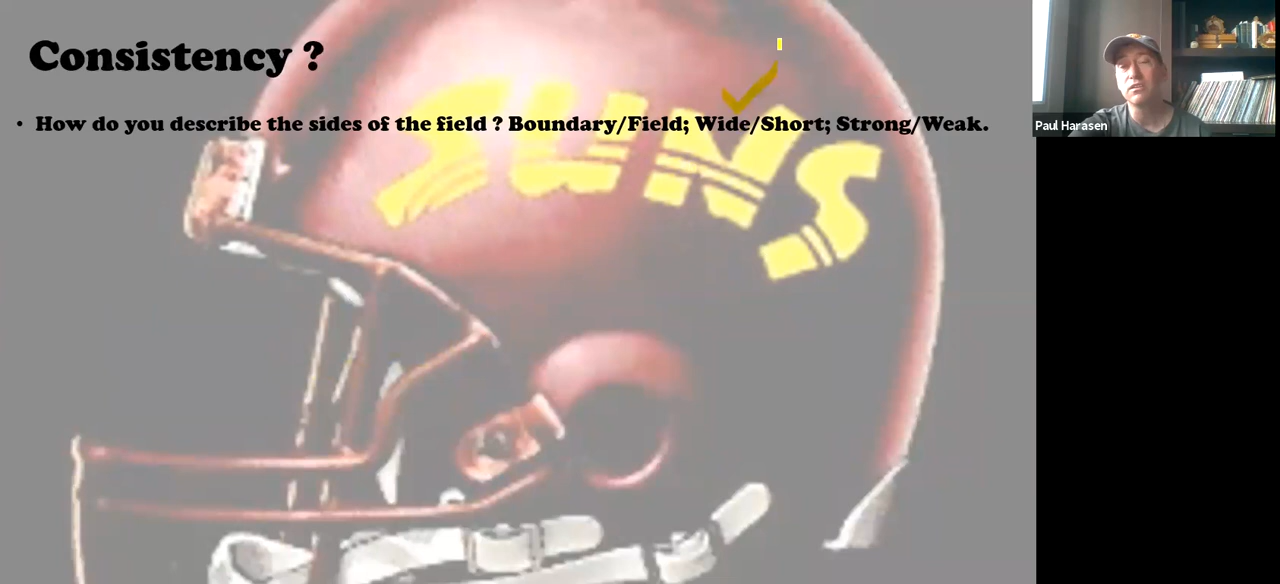 Consistency ?
• How do you describe the sides of the field ? Boundary/Field; Wide/Short; Strong/Weak.
SUNS
Paul Harasen